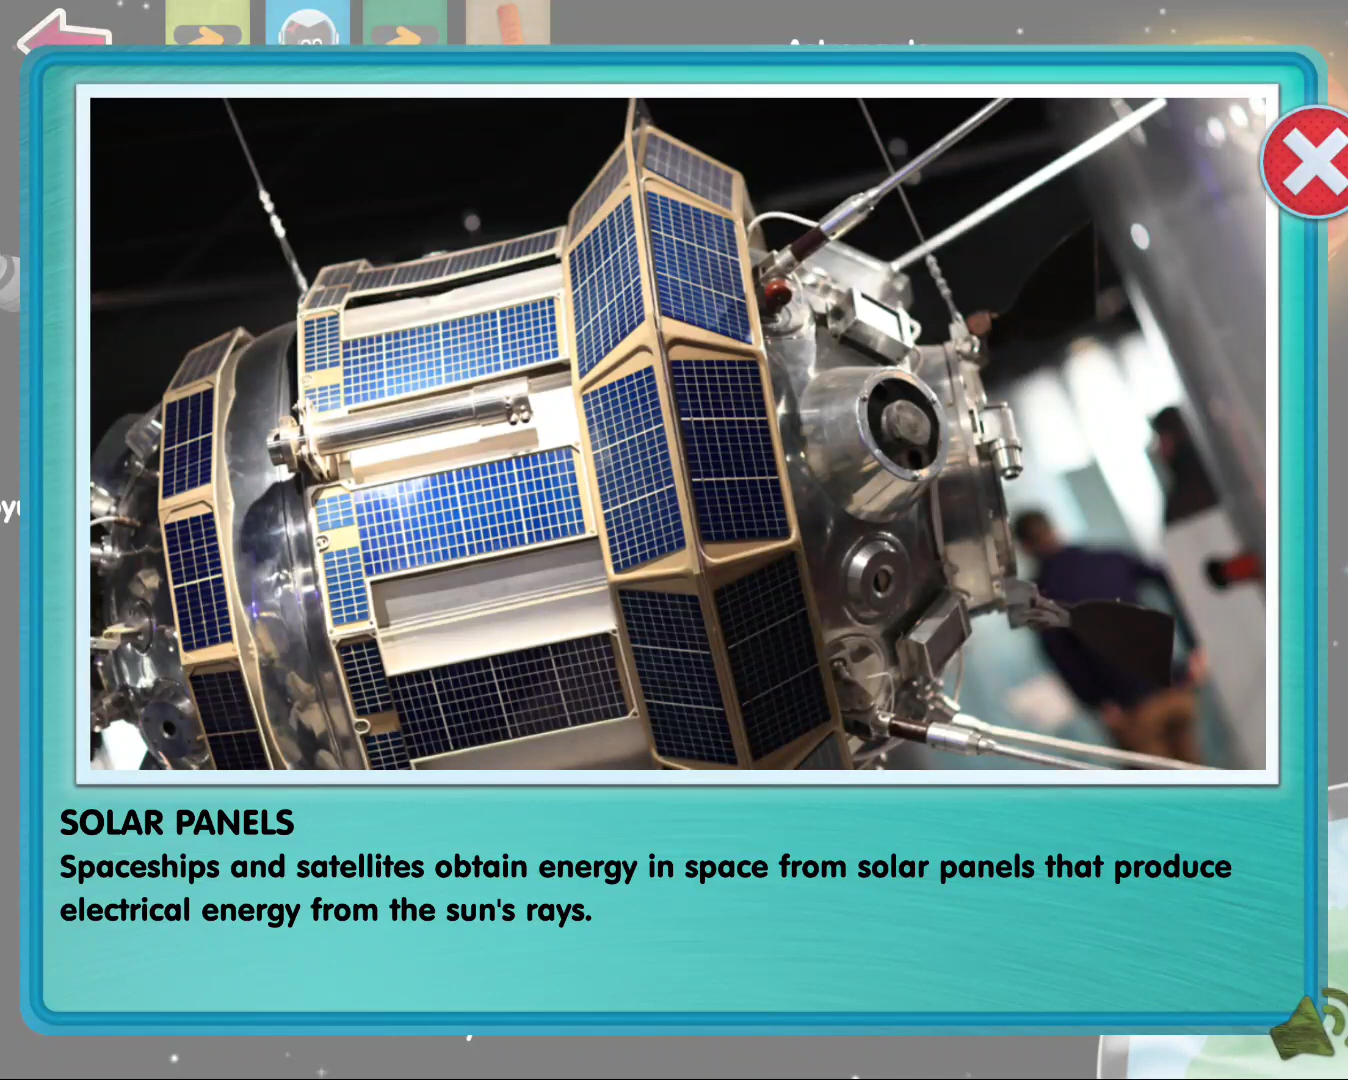 SOLAR PANELS
Spaceships and satellites obtain energy in space from solar panels that produce
electrical energy from the sun's rays.